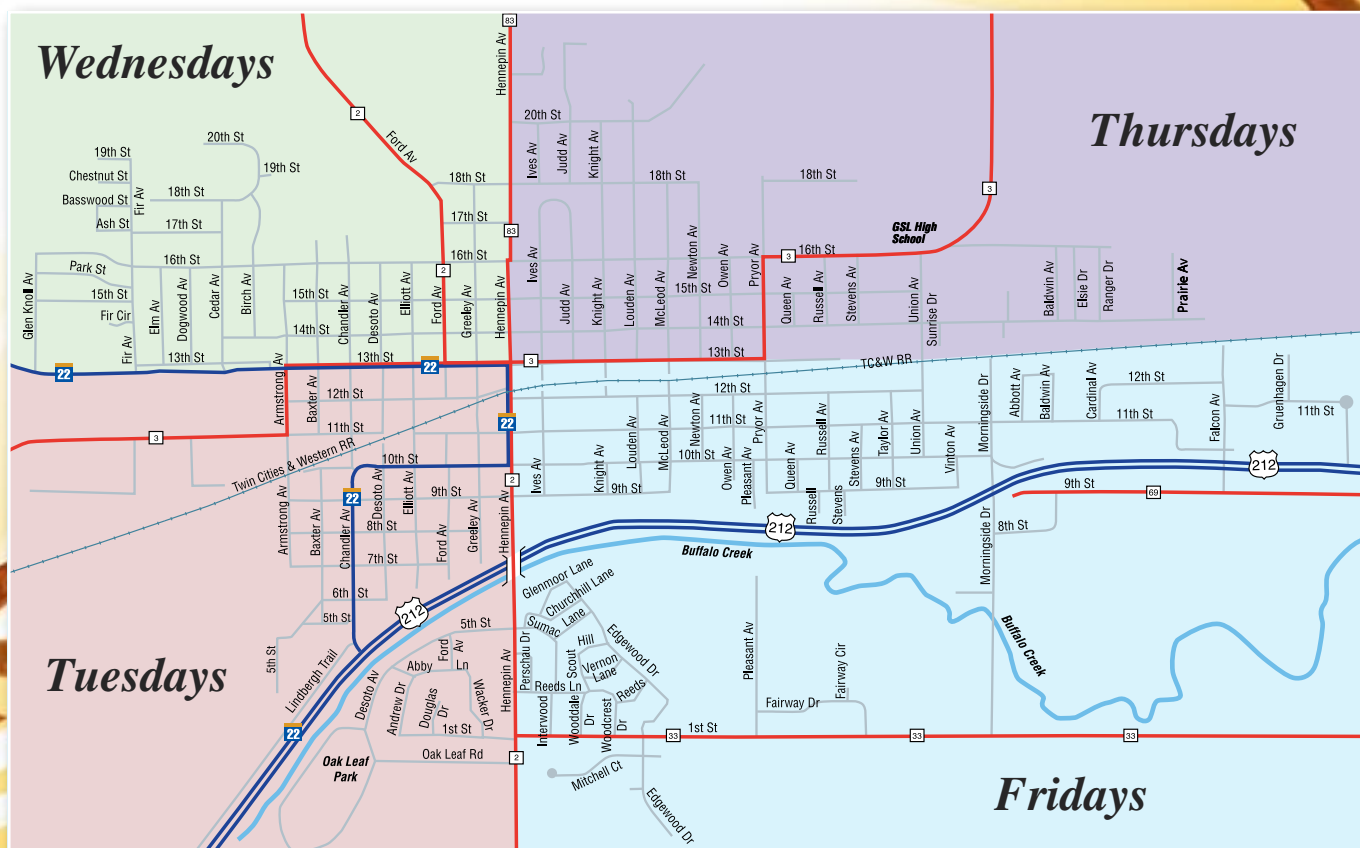 Wednesdays
Thursdays
Tuesdays
Fridays
83
Hennepin Av
2
Ford Av
20th St
19th St
19th St
Chestnut St
Basswood St
Ash St
Fir Av
18th St
17th St
18th St
17th St
83
16th St
16th St
Park St
15th St
Fir Cir
Glen Knoll Av
Fir Av
Elm Av
Dogwood Av
Cedar Av
Birch Av
15th St
14th St
13th St
13th St
Chandler Av
Desoto Av
Elliott Av
2
Ford Av
Greeley Av
Hennepin Av
22
22
20th St
Ives Av
Judd Av
Knight Av
18th St
18th St
3
GSL High
School
3
16th St
Ives Av
Judd Av
Knight Av
Louden Av
McLeod Av
Newton Av
15th St
Owen Av
Pryor Av
14th St
13th St
3
Queen Av
Russell Av
Stevens Av
Union Av
Sunrise Dr
Baldwin Av
Elsie Dr
Ranger Dr
Prairie Av
TC&W RR
Armstrong Av
Baxter Av
12th St
11th St
3
22
Twin Cities & Western RR
10th St
22
Armstrong Av
Baxter Av
Chandler Av
Desoto Av
Elliott Av
9th St
8th St
7th St
6th St
5th St
5th St
Ford Av
Greeley Av
Hennepin Av
2
212
Lindbergh Trail
22
Desoto Av
5th St
Ford
Av
Abby
Ln
Andrew Dr
Douglas
Dr
Wacker Dr
1st St
Oak Leaf Rd
Oak Leaf
Park
Hennepin Av
2
12th St
11th St
10th St
9th St
Ives Av
Knight Av
Louden Av
McLeod Av
Newton Av
Owen Av
Pleasant Av
Pryor Av
Queen Av
Russell Av
Russell
Stevens Av
Stevens
Taylor Av
Union Av
9th St
Vinton Av
Morningside Dr
Abbott Av
Baldwin Av
Cardinal Av
12th St
11th St
Falcon Av
Gruenhagen Dr
11th St
212
212
9th St
69
8th St
Morningside Dr
Buffalo Creek
Buffalo Creek
Glenmoor Lane
Churchill Lane
Sumac
Lane
Perschau Dr
Hill
Scout
Vernon
Lane
Edgewood Dr
Reeds Ln
Reeds
Interwood
Wooddale
Dr
Woodcrest
Dr
Pleasant Av
Fairway Dr
Fairway Cir
33
1st St
33
33
Mitchell Ct
Edgewood Dr